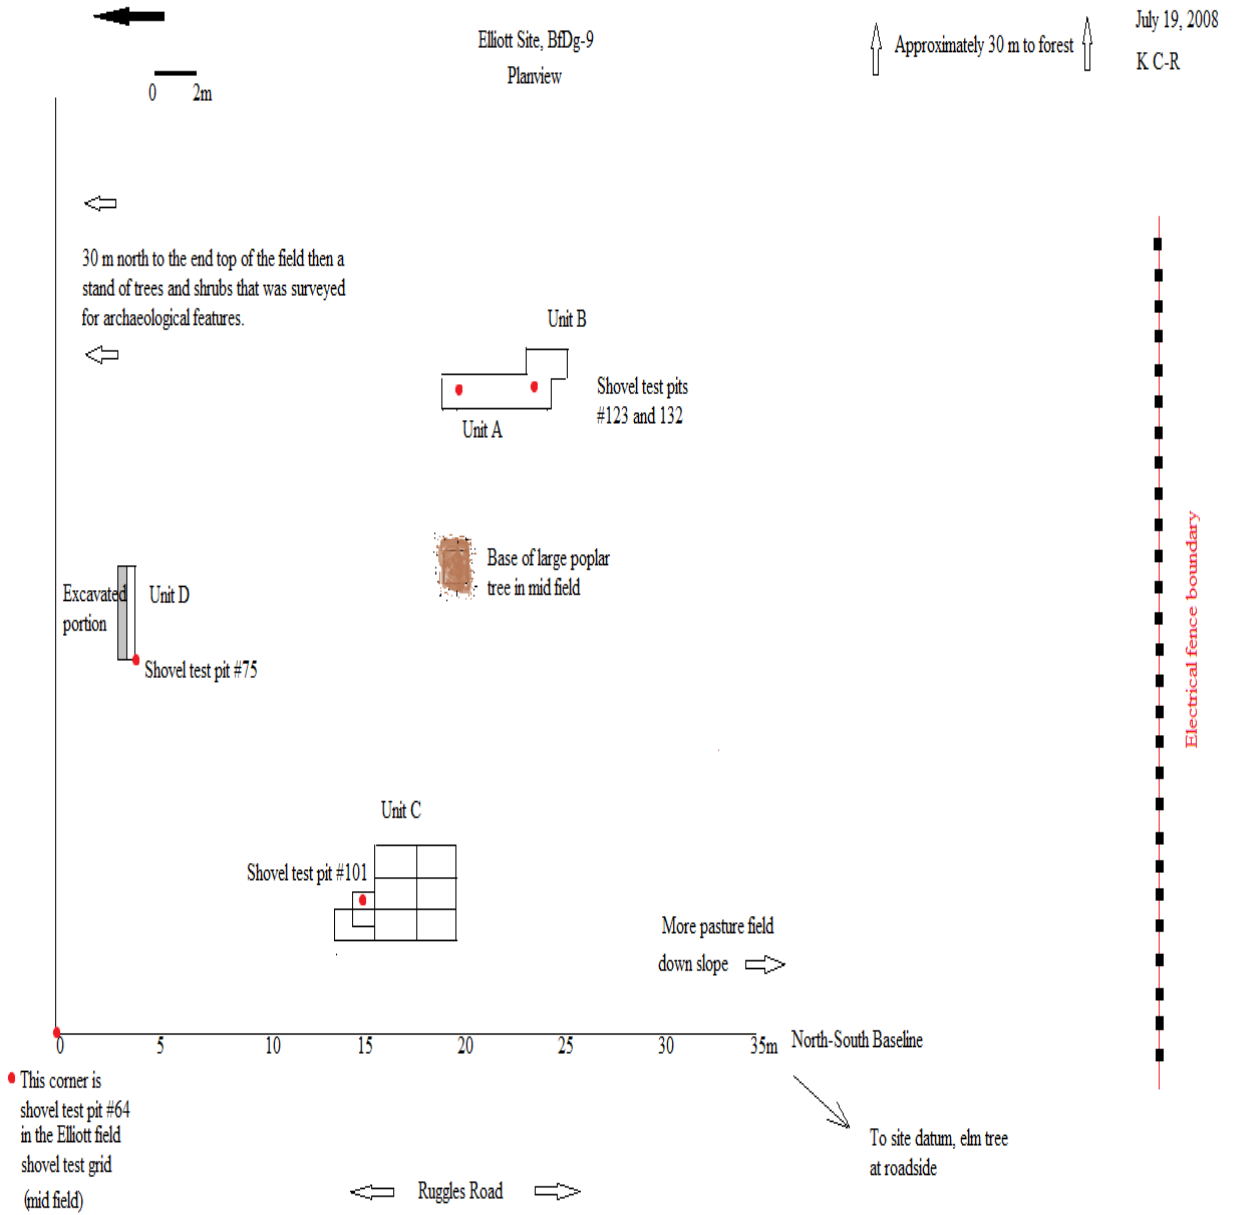 Elliott Site, BfDg-9
Planview
Approximately 30 m to forest
July 19, 2008
K C-R
0 2m
30 m north to the end top of the field then a
stand of trees and shrubs that was surveyed
for archaeological features.
Unit B
Shovel test pits
#123 and 132
Unit A
Base of large poplar
tree in mid field
Excavated
portion
Unit D
Shovel test pit #75
Electrical fence boundary
Unit C
Shovel test pit #101
More pasture field
down slope
0 5 10 15 20 25 30 35m
North-South Baseline
This corner is
shovel test pit #64
in the Elliott field
shovel test grid
(mid field)
To site datum, elm tree
at roadside
Ruggles Road